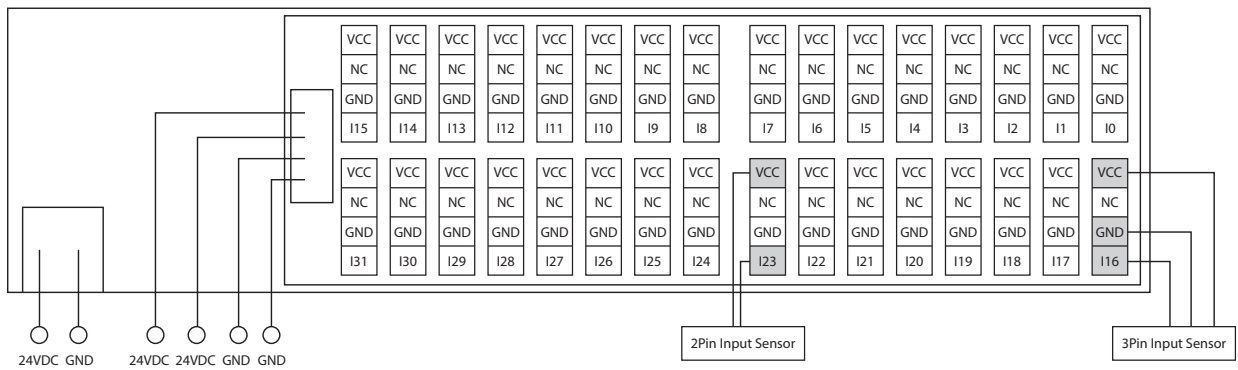 VCC VCC VCC VCC VCC VCC VCC VCC VCC VCC VCC VCC VCC VCC VCC VCC
NC NC NC NC NC NC NC NC NC NC NC NC NC NC NC NC
GND GND GND GND GND GND GND GND GND GND GND GND GND GND GND GND
I15 I14 I13 I12 I11 I10 I9 I8 I7 I6 I5 I4 I3 I2 I1 I0
VCC VCC VCC VCC VCC VCC VCC VCC VCC VCC VCC VCC VCC VCC VCC VCC
NC NC NC NC NC NC NC NC NC NC NC NC NC NC NC NC
GND GND GND GND GND GND GND GND GND GND GND GND GND GND GND GND
I31 I30 I29 I28 I27 I26 I25 I24 I23 I22 I21 I20 I19 I18 I17 I16
2Pin Input Sensor 3Pin Input Sensor
24VDC GND 24VDC 24VDC GND GND